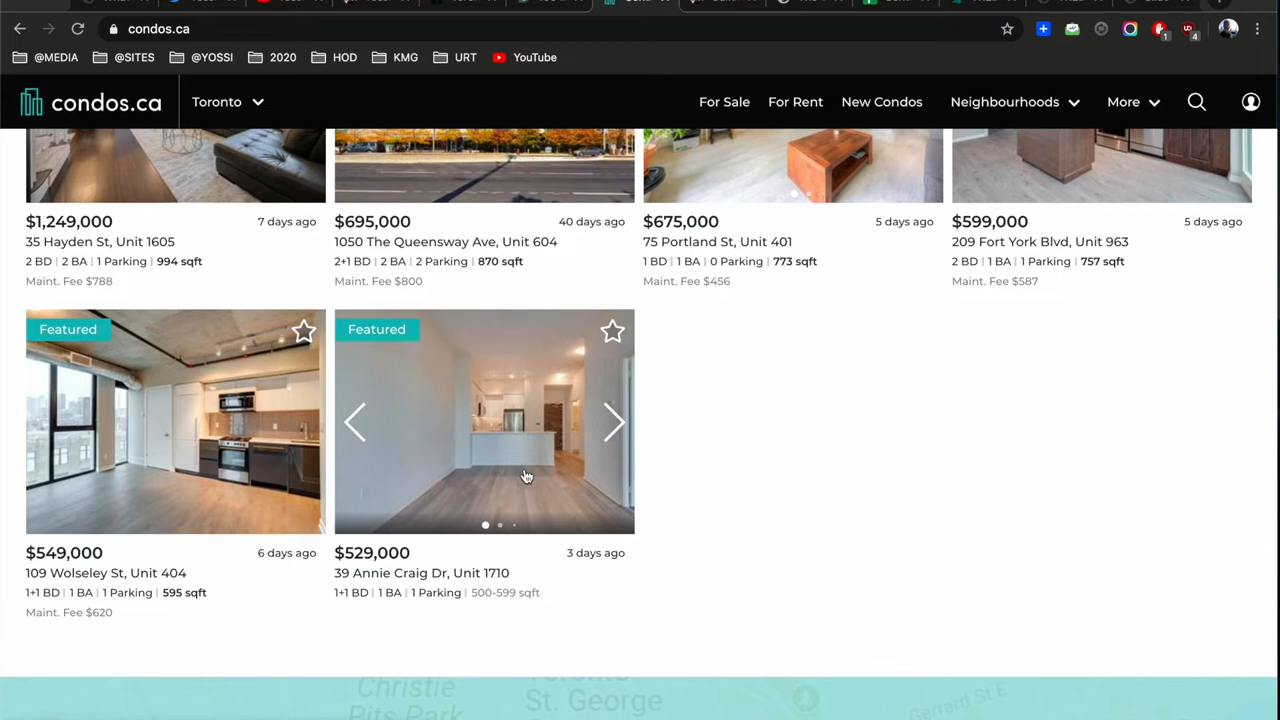 condos.ca
1
4
@MEDIA @SITES @YOSSI 2020 HOD KMG URT YouTube
condos.ca Toronto For Sale For Rent New Condos Neighbourhoods More
$1,249,000 7 days ago
35 Hayden St, Unit 1605
2 BD | 2 BA | 1 Parking | 994 sqft
Maint. Fee $788
$695,000 40 days ago
1050 The Queensway Ave, Unit 604
2+1 BD | 2 BA | 2 Parking | 870 sqft
Maint. Fee $800
$675,000 5 days ago
75 Portland St, Unit 401
1 BD | 1 BA | 0 Parking | 773 sqft
Maint. Fee $456
$599,000 5 days ago
209 Fort York Blvd, Unit 963
2 BD | 1 BA | 1 Parking | 757 sqft
Maint. Fee $587
Featured
$549,000 6 days ago
109 Wolseley St, Unit 404
1+1 BD | 1 BA | 1 Parking | 595 sqft
Maint. Fee $620
Featured
$529,000 3 days ago
39 Annie Craig Dr, Unit 1710
1+1 BD | 1 BA | 1 Parking | 500-599 sqft
Christie
Pits Park
St. George
Gerrard St E